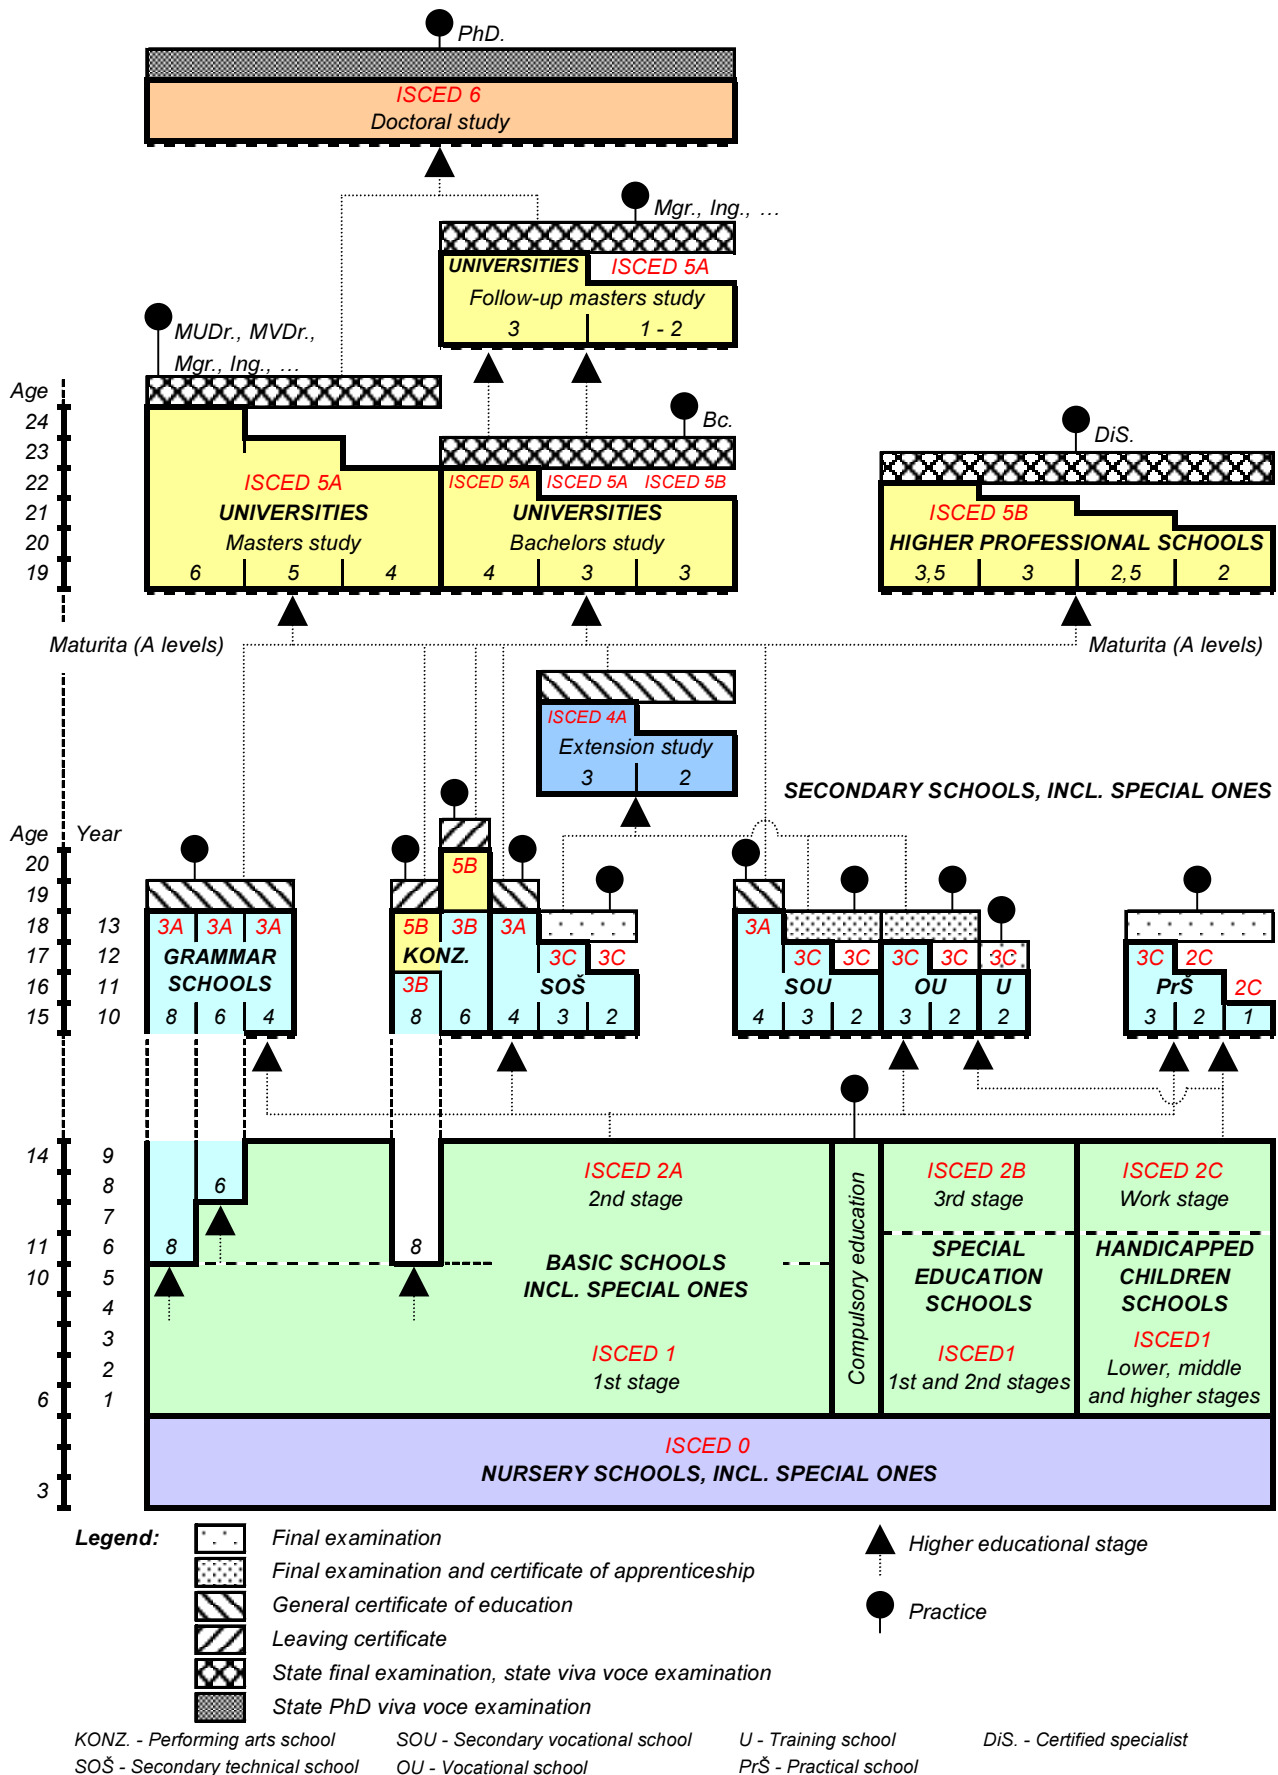 PhD.
ISCED 6
Doctoral study
Mgr., Ing., …
UNIVERSITIES ISCED 5A
Follow-up masters study
3 1 - 2
MUDr., MVDr.,
Mgr., Ing., …
Age
24
23
22
21
20
19
Bc.
DiS.
ISCED 5A
UNIVERSITIES
Masters study
6 5 4
ISCED 5A ISCED 5A ISCED 5B
UNIVERSITIES
Bachelors study
4 3 3
ISCED 5B
HIGHER PROFESSIONAL SCHOOLS
3,5 3 2,5 2
Maturita (A levels)
Maturita (A levels)
ISCED 4A
Extension study
3 2
SECONDARY SCHOOLS, INCL. SPECIAL ONES
Age Year
20
19
18 13
17 12
16 11
15 10
3A 3A 3A
GRAMMAR
SCHOOLS
8 6 4
5B
5B 3B
KONZ.
3B
8 6
3A
3C 3C
SOŠ
4 3 2
3A
3C 3C
SOU
4 3 2
3C 3C
OU
3 2
3C
U
2
3C 2C
PrŠ 2C
3 2 1
14 9
8
7
11 6
10 5
4
3
2
6 1
3
6
8
8
ISCED 2A
2nd stage
BASIC SCHOOLS
INCL. SPECIAL ONES
ISCED 1
1st stage
Compulsory education
ISCED 2B
3rd stage
SPECIAL
EDUCATION
SCHOOLS
ISCED1
1st and 2nd stages
ISCED 2C
Work stage
HANDICAPPED
CHILDREN
SCHOOLS
ISCED1
Lower, middle
and higher stages
ISCED 0
NURSERY SCHOOLS, INCL. SPECIAL ONES
Legend:
Final examination
Final examination and certificate of apprenticeship
General certificate of education
Leaving certificate
State final examination, state viva voce examination
State PhD viva voce examination
Higher educational stage
Practice
KONZ. - Performing arts school SOU - Secondary vocational school U - Training school DiS. - Certified specialist
SOŠ - Secondary technical school OU - Vocational school PrŠ - Practical school